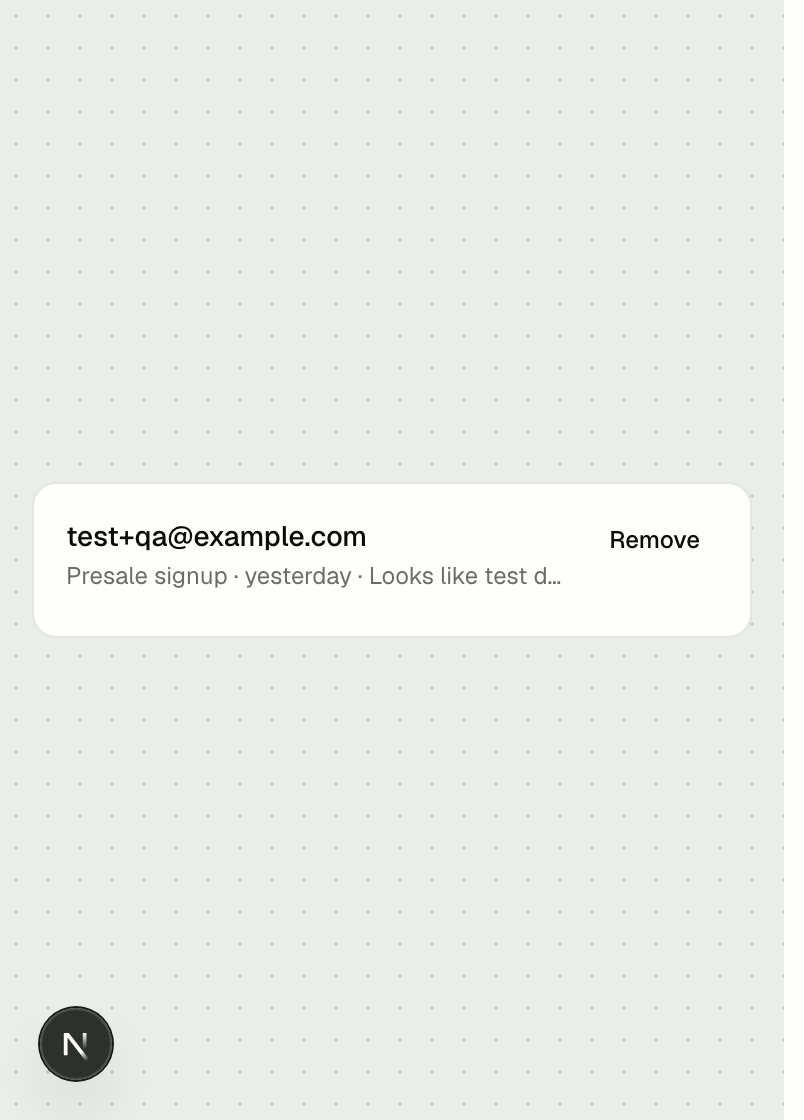 test+qa@example.com
Remove
Presale signup · yesterday · Looks like test d…
N